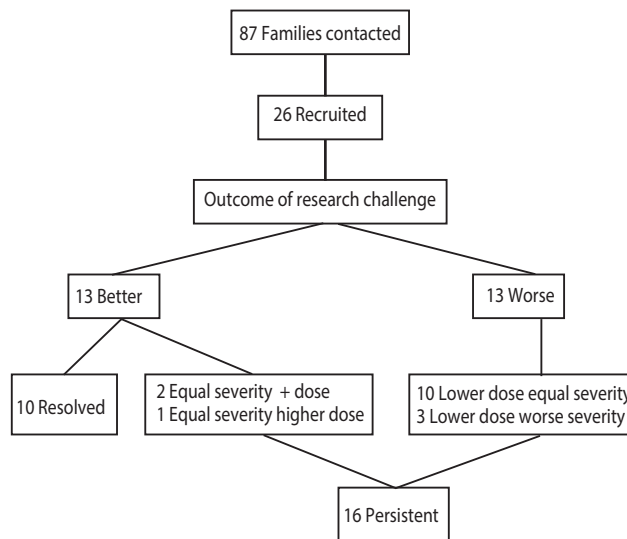 87 Families contacted
26 Recruited
Outcome of research challenge
13 Better
13 Worse
10 Resolved
2 Equal severity + dose
1 Equal severity higher dose
10 Lower dose equal severity
3 Lower dose worse severity
16 Persistent